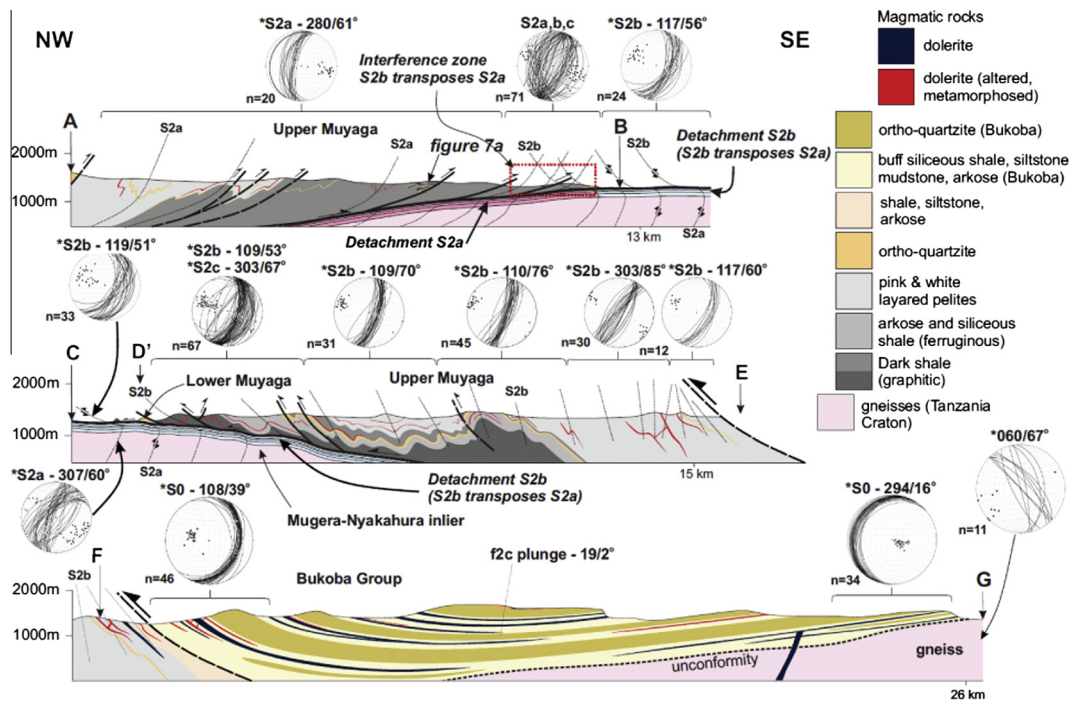 NW
SE
*S2a - 280/61°
S2a,b,c
*S2b - 117/56°
Interference zone
S2b transposes S2a
n=20
n=71
n=24
A
S2a
Upper Muyaga
S2a
figure 7a
S2b
B
S2b
Detachment S2b
(S2b transposes S2a)
2000m
1000m
Detachment S2a
13 km
S2a
*S2b - 119/51°
*S2b - 109/53°
*S2c - 303/67°
*S2b - 109/70°
*S2b - 110/76°
*S2b - 303/85°
*S2b - 117/60°
n=33
n=67
n=31
n=45
n=30
n=12
C
D'
E
2000m
1000m
S2b
Lower Muyaga
Upper Muyaga
S2b
15 km
*S2a - 307/60°
S2a
Detachment S2b
(S2b transposes S2a)
Mugera-Nyakahura inlier
*S0 - 108/39°
*S0 - 294/16°
*060/67°
n=11
F
n=46
Bukoba Group
f2c plunge - 19/2°
n=34
G
S2b
2000m
1000m
unconformity
gneiss
26 km
Magmatic rocks
dolerite
dolerite (altered,
metamorphosed)
ortho-quartzite (Bukoba)
buff siliceous shale, siltstone
mudstone, arkose (Bukoba)
shale, siltstone,
arkose
ortho-quartzite
pink & white
layared pelites
arkose and siliceous
shale (ferruginous)
Dark shale
(graphitic)
gneisses (Tanzania
Craton)